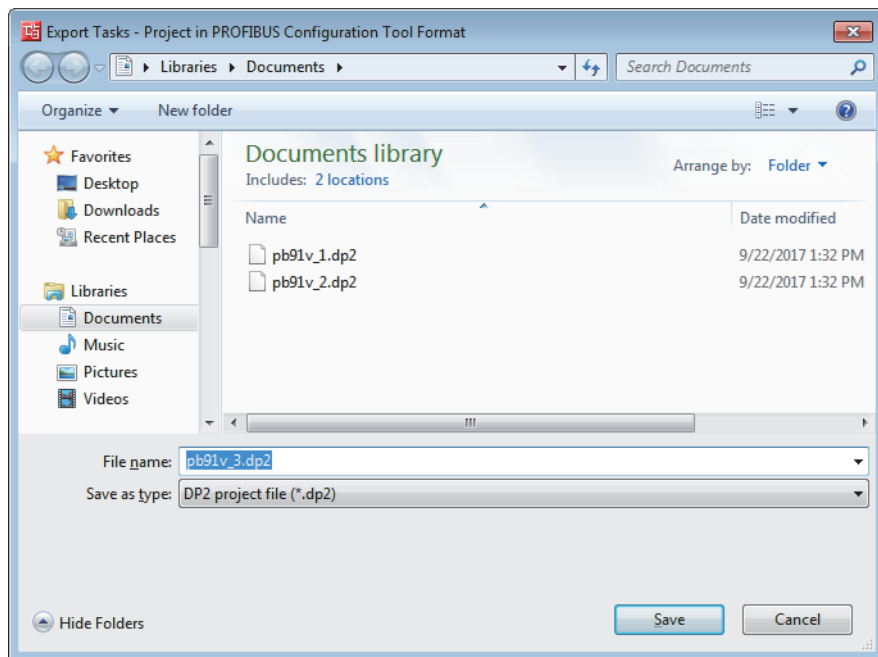 Export Tasks - Project in PROFIBUS Configuration Tool Format
Libraries Documents
Search Documents
Organize New folder
Favorites
Desktop
Downloads
Recent Places
Libraries
Documents
Music
Pictures
Videos
Documents library
Includes: 2 locations
Arrange by: Folder
Name Date modified
pb91v_1.dp2 9/22/2017 1:32 PM
pb91v_2.dp2 9/22/2017 1:32 PM
File name: pb91v_3.dp2
Save as type: DP2 project file (*.dp2)
Hide Folders Save Cancel